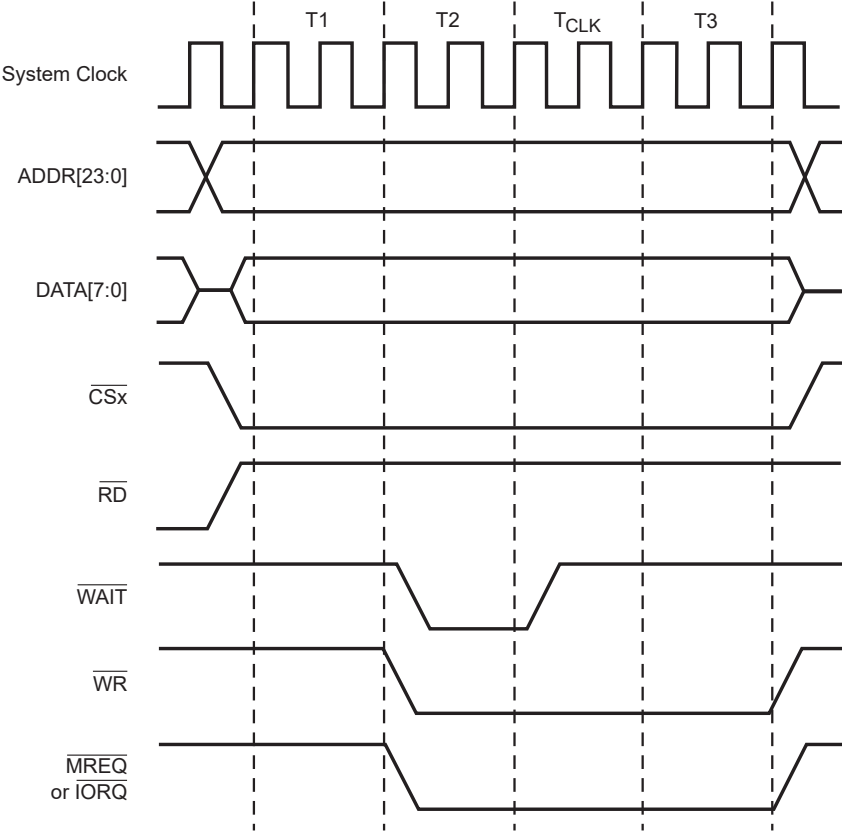 T1 T2 TCLK T3
System Clock
ADDR[23:0]
DATA[7:0]
CSx
RD
WAIT
WR
MREQ
or IORQ